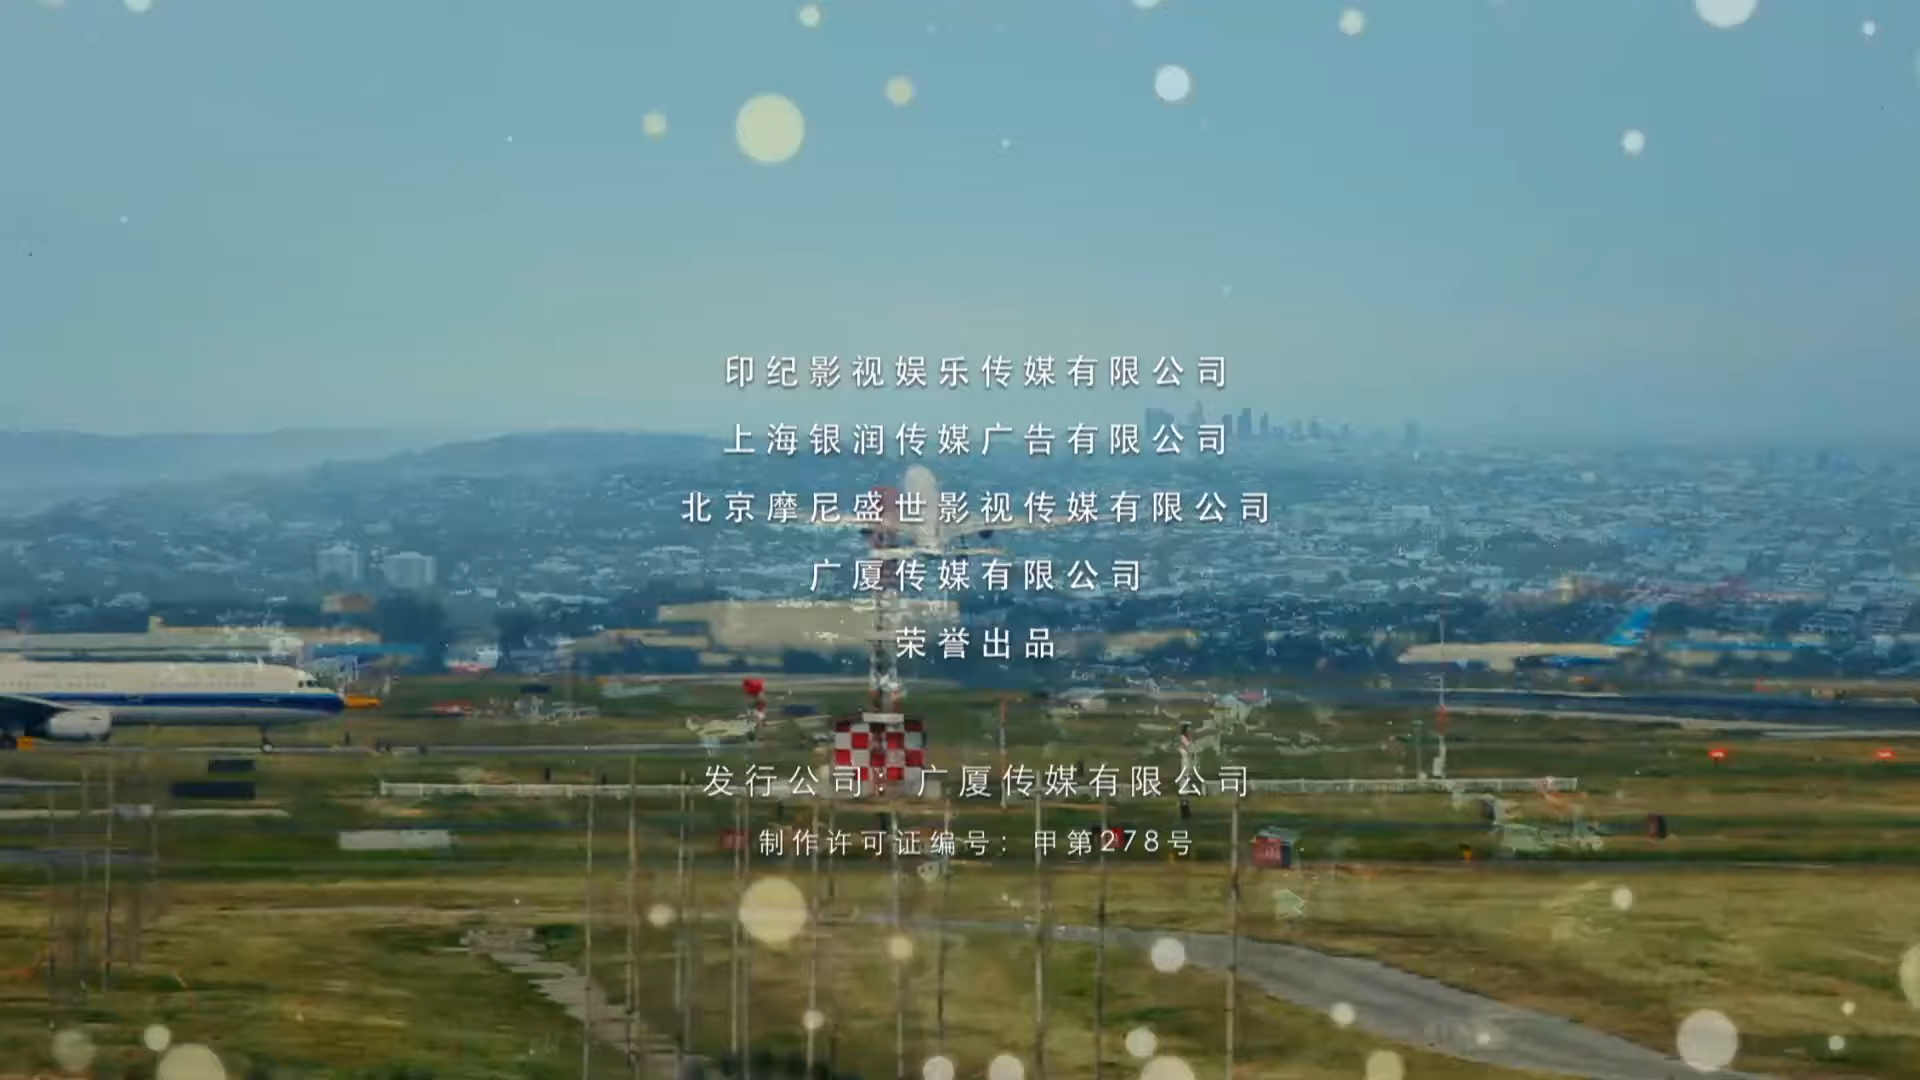 印纪影视娱乐传媒有限公司
上海银润传媒广告有限公司
北京摩尼盛世影视传媒有限公司
广厦传媒有限公司
荣誉出品
发行公司：广厦传媒有限公司
制作许可证编号：甲第278号